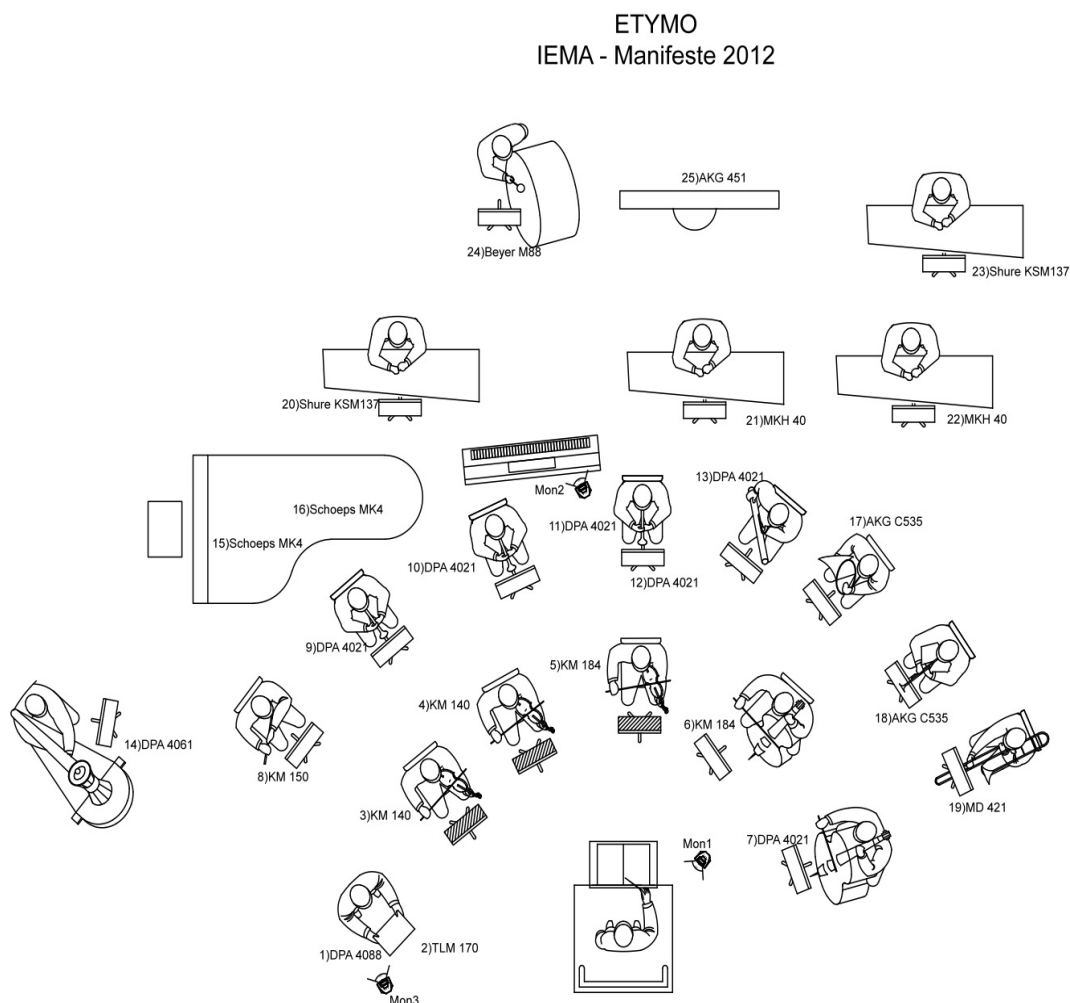 ETYMO
IEMA - Manifeste 2012
25)AKG 451
24)Beyer M88
23)Shure KSM137
20)Shure KSM137
21)MKH 40
22)MKH 40
13)DPA 4021
Mon2
16)Schoeps MK4
17)AKG C535
11)DPA 4021
15)Schoeps MK4
10)DPA 4021
12)DPA 4021
9)DPA 4021
5)KM 184
4)KM 140
18)AKG C535
6)KM 184
14)DPA 4061
8)KM 150
19)MD 421
3)KM 140
7)DPA 4021
Mon1
2)TLM 170
1)DPA 4088
Mon3